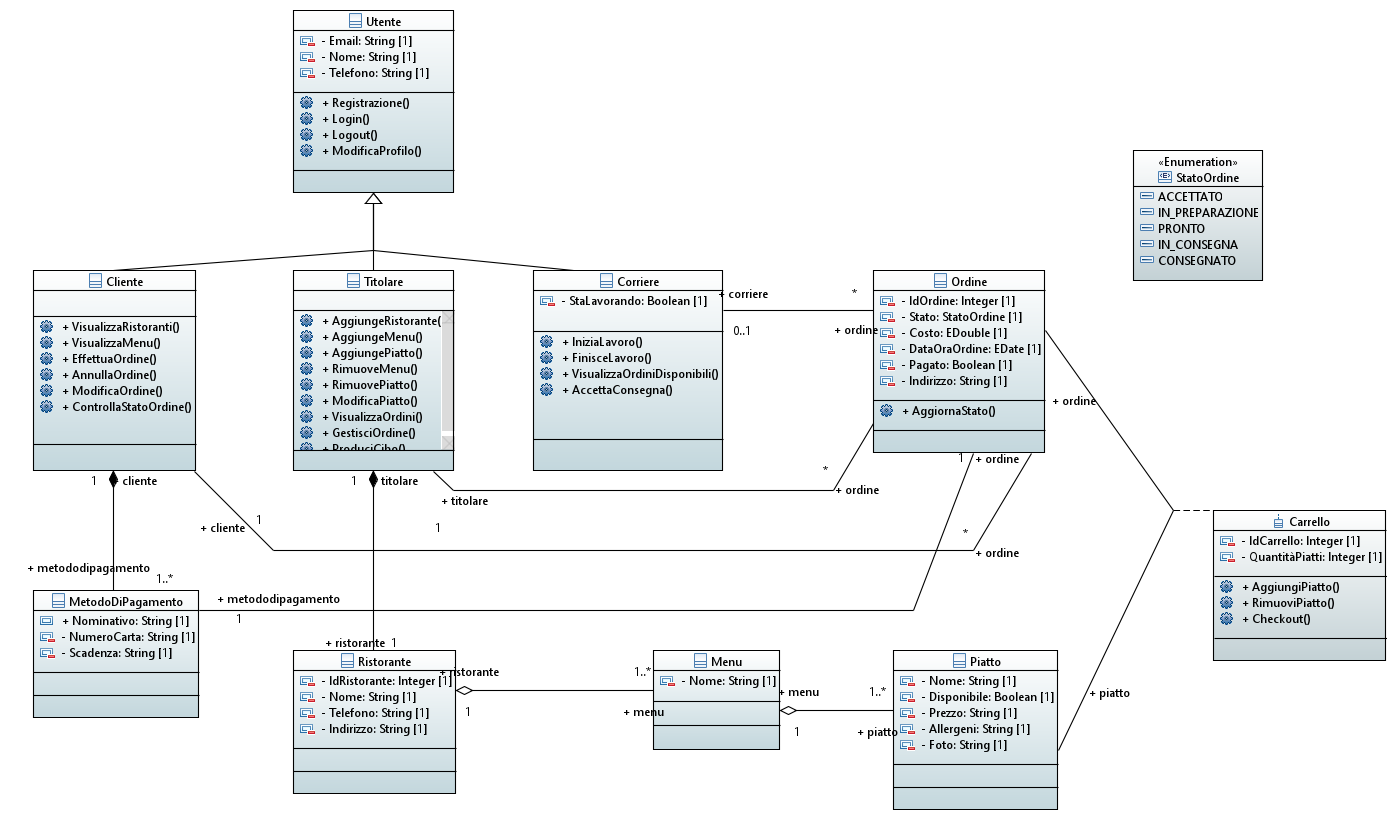 Utente
- Email: String [1]
- Nome: String [1]
- Telefono: String [1]
+ Registrazione()
+ Login()
+ Logout()
+ ModificaProfilo()
«Enumeration»
StatoOrdine
ACCETTATO
IN_PREPARAZIONE
PRONTO
IN_CONSEGNA
CONSEGNATO
Cliente
+ VisualizzaRistoranti()
+ VisualizzaMenu()
+ EffettuaOrdine()
+ AnnullaOrdine()
+ ModificaOrdine()
+ ControllaStatoOrdine()
Titolare
+ AggiungeRistorante(
+ AggiungeMenu()
+ AggiungePiatto()
+ RimuoveMenu()
+ RimuovePiatto()
+ ModificaPiatto()
+ VisualizzaOrdini()
+ GestisciOrdine()
+ ProduciCibo()
Corriere
- StaLavorando: Boolean [1]
+ IniziaLavoro()
+ FinisceLavoro()
+ VisualizzaOrdiniDisponibili()
+ AccettaConsegna()
+ corriere
*
0..1
+ ordine
Ordine
- IdOrdine: Integer [1]
- Stato: StatoOrdine [1]
- Costo: EDouble [1]
- DataOraOrdine: EDate [1]
- Pagato: Boolean [1]
- Indirizzo: String [1]
+ AggiornaStato()
+ ordine
1
+ ordine
1
cliente
1
titolare
*
+ ordine
+ titolare
1
+ cliente
1
*
+ ordine
Carrello
- IdCarrello: Integer [1]
- QuantitàPiatti: Integer [1]
+ AggiungiPiatto()
+ RimuoviPiatto()
+ Checkout()
+ metododipagamento
1..*
MetodoDiPagamento
+ Nominativo: String [1]
- NumeroCarta: String [1]
- Scadenza: String [1]
+ metododipagamento
1
+ ristorante
1
Ristorante
- IdRistorante: Integer [1]
- Nome: String [1]
- Telefono: String [1]
- Indirizzo: String [1]
+ ristorante
1
1..*
+ menu
Menu
- Nome: String [1]
+ menu
1
1..*
+ piatto
Piatto
- Nome: String [1]
- Disponibile: Boolean [1]
- Prezzo: String [1]
- Allergeni: String [1]
- Foto: String [1]
+ piatto